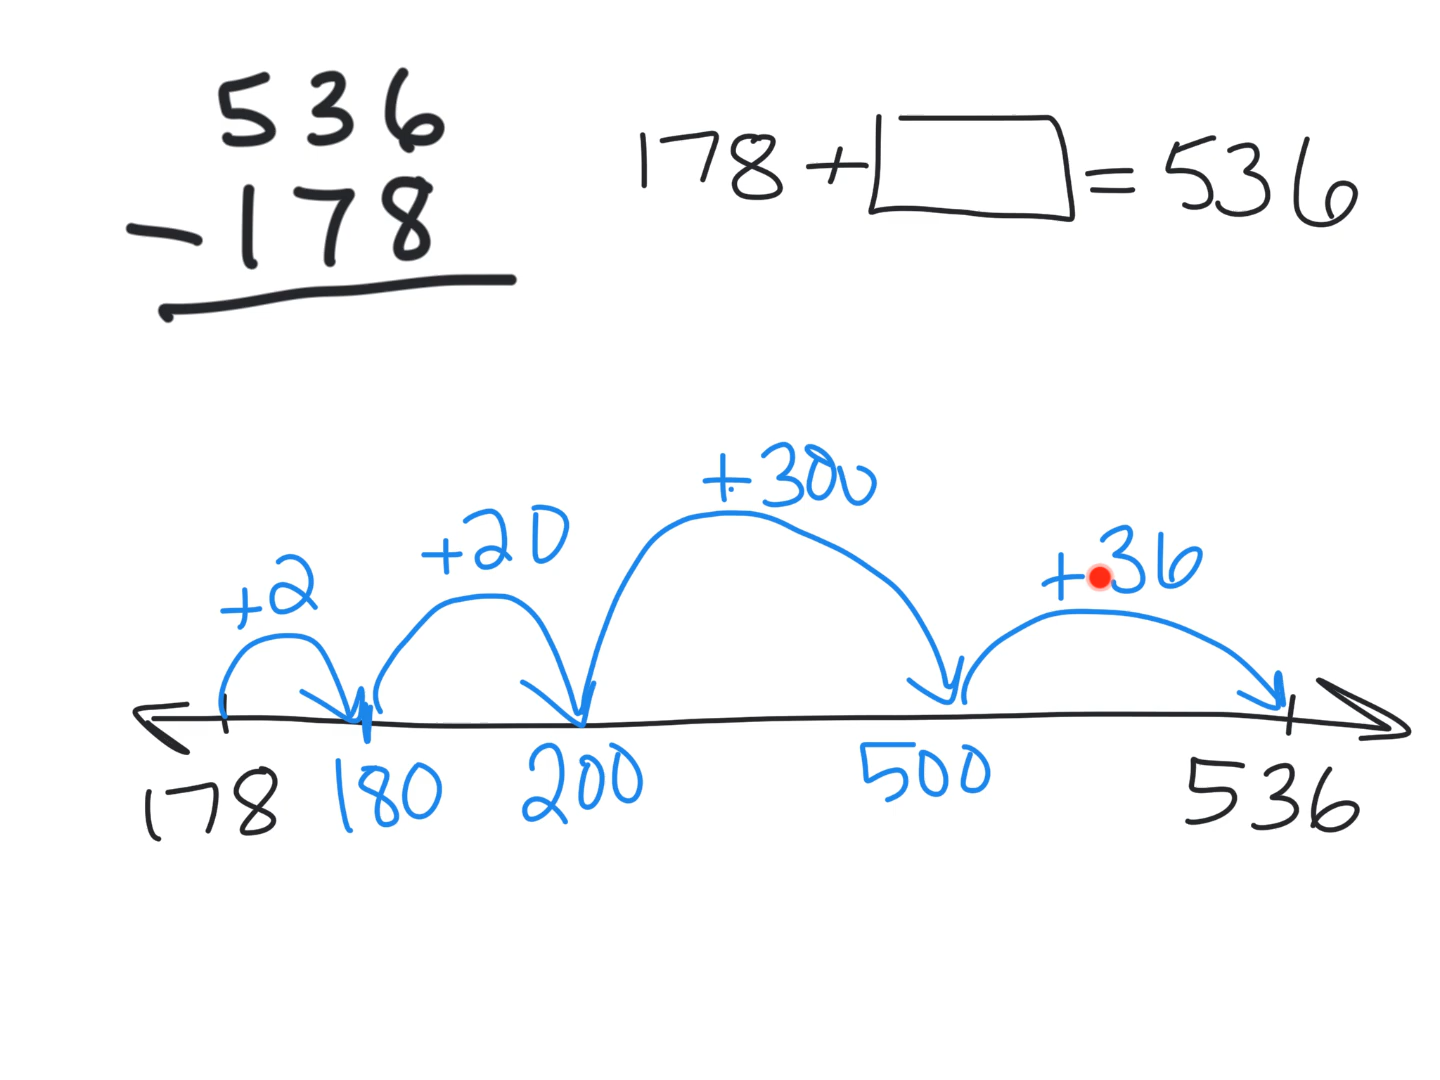 536
- 178
178 + = 536
+2 +20 +300 +36
178 180 200 500 536